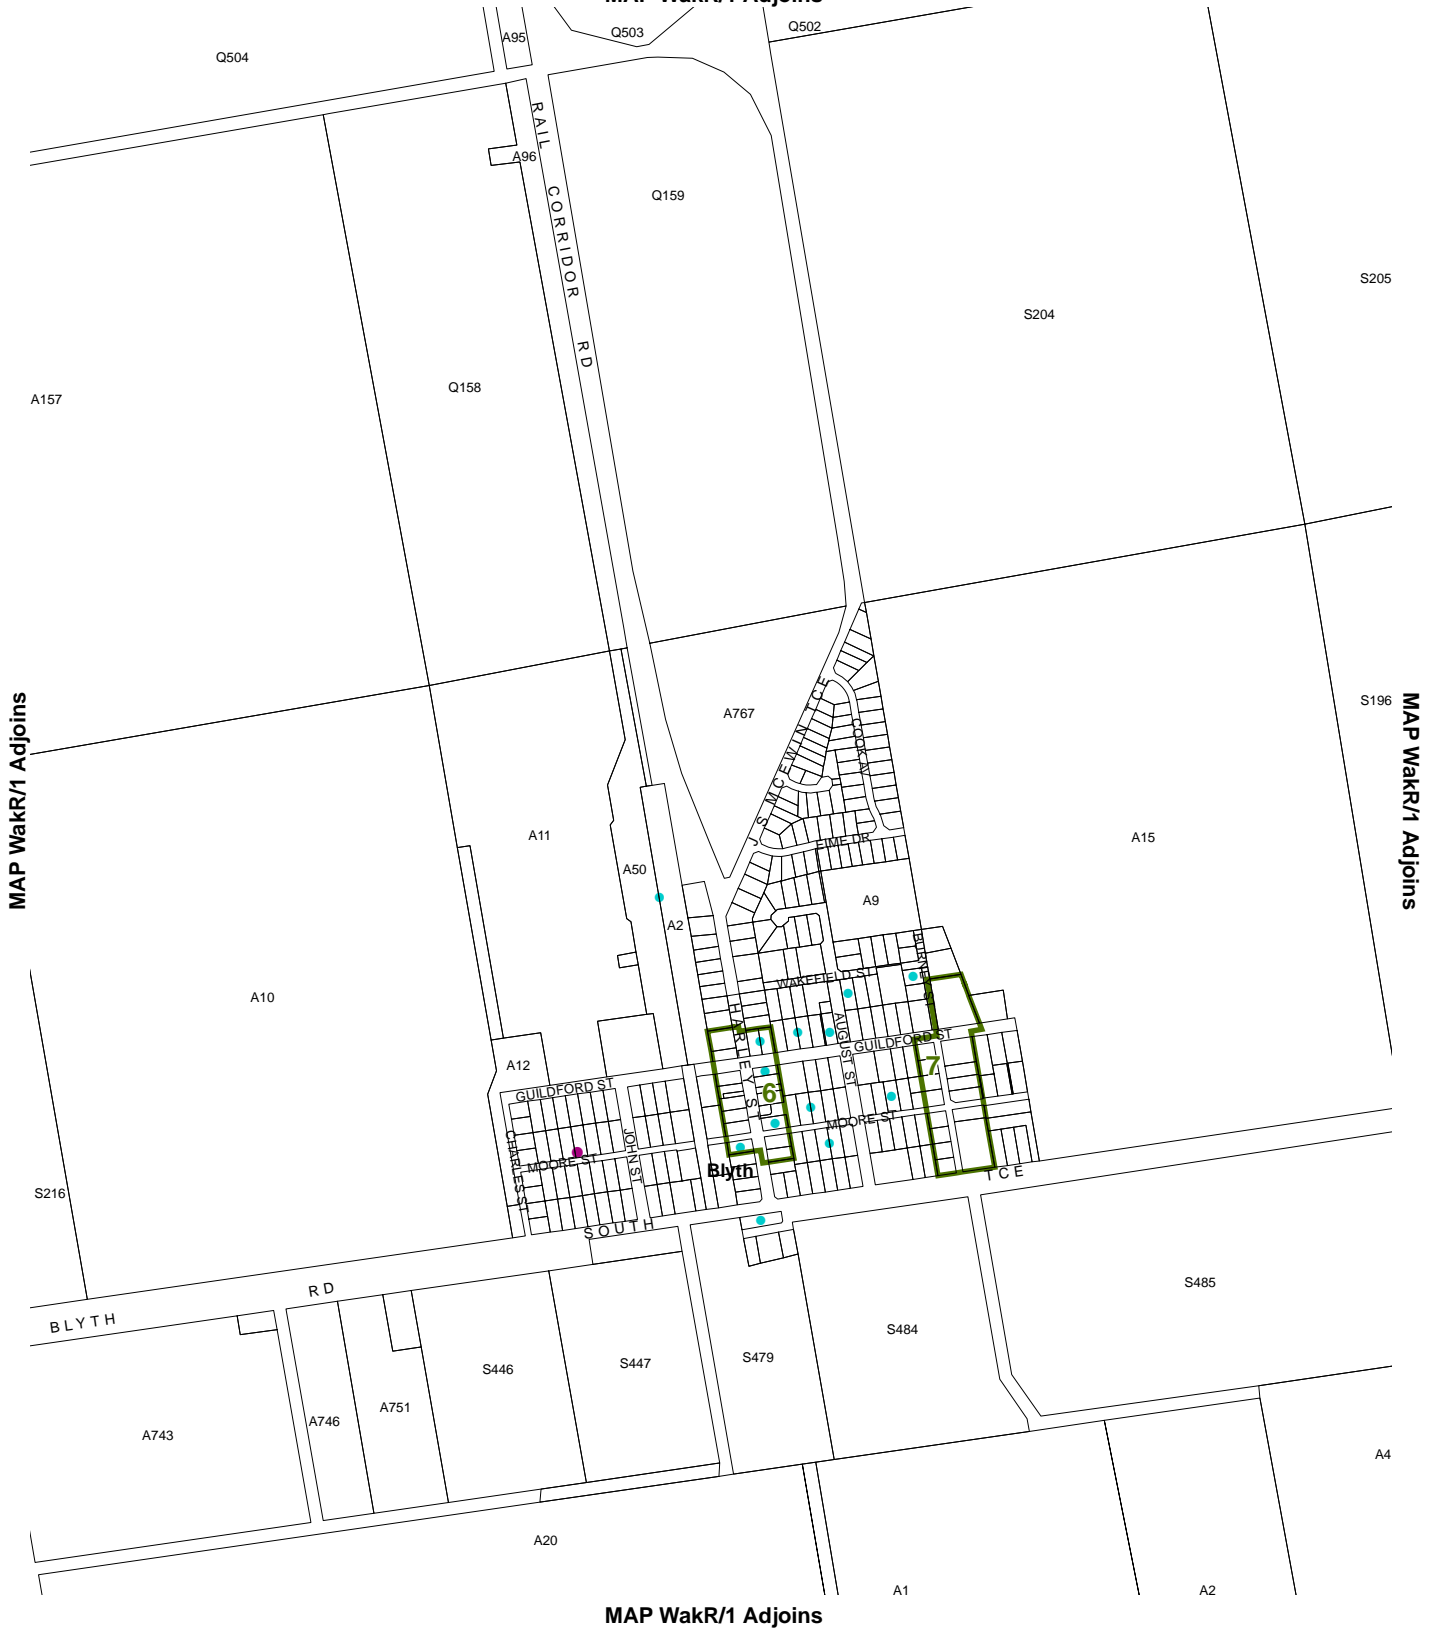 MAP WakR/1 Adjoins
Q504
A95
Q503
Q502
RAIL CORRIDOR RD
A96
Q159
S205
S204
Q158
A157
MAP WakR/1 Adjoins
MAP WakR/1 Adjoins
S196
A767
J S MCEWIN TCE
COOK AV
A11
EIME DR
A15
A50
A9
A2
BURNEY ST
WAKEFIELD ST
A10
HARLEY ST
AUGUST ST
GUILDFORD ST
A12
7
6
GUILDFORD ST
MOORE ST
CHARLES ST
JOHN ST
MOORE ST
Blyth
S216
SOUTH TCE
BLYTH RD
S485
S484
S479
S447
S446
A751
A746
A743
A4
A20
A1
A2
MAP WakR/1 Adjoins